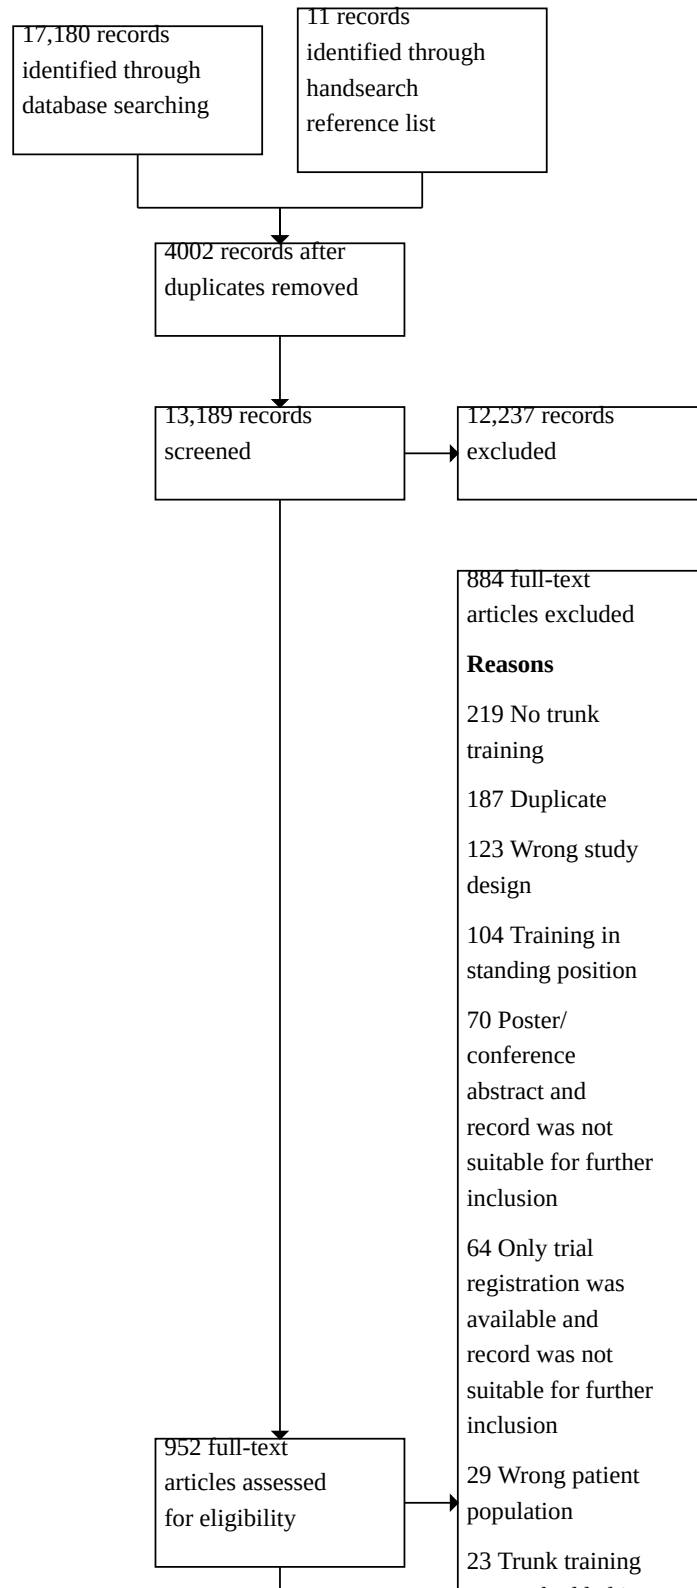 17,180 records
identified through
database searching
11 records
identified through
handsearch
reference list
4002 records after
duplicates removed
13,189 records
screened
12,237 records
excluded
884 full-text
articles excluded
Reasons
219 No trunk
training
187 Duplicate
123 Wrong study
design
104 Training in
standing position
70 Poster/
conference
abstract and
record was not
suitable for further
inclusion
64 Only trial
registration was
available and
record was not
suitable for further
inclusion
952 full-text
articles assessed
for eligibility
29 Wrong patient
population
23 Trunk training